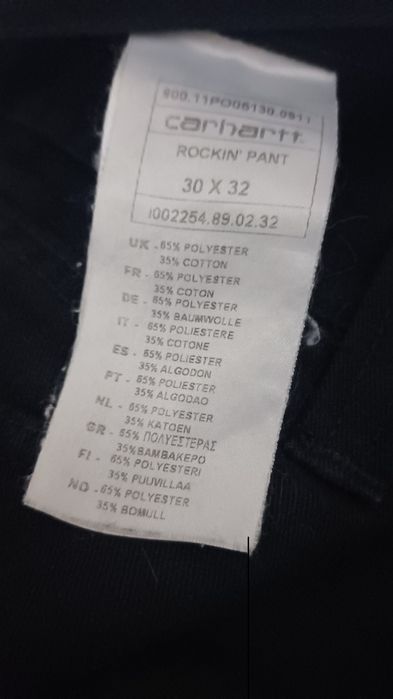 900.11PO06130.0911
carhartt
ROCKIN' PANT
30 X 32
I002254.89.02.32
UK - 65% POLYESTER
35% COTTON
FR - 65% POLYESTER
35% COTON
DE - 65% POLYESTER
35% BAUMWOLLE
IT - 65% POLIESTERE
35% COTONE
ES - 65% POLIESTER
35% ALGODON
PT - 65% POLIESTER
35% ALGODAO
NL - 65% POLYESTER
35% KATOEN
GR - 65% ΠΟΛΥΕΣΤΕΡΑΣ
35%ΒΑΜΒΑΚΕΡΟ
FI - 65% POLYESTERI
35% PUUVILLAA
NO - 65% POLYESTER
35% BOMULL